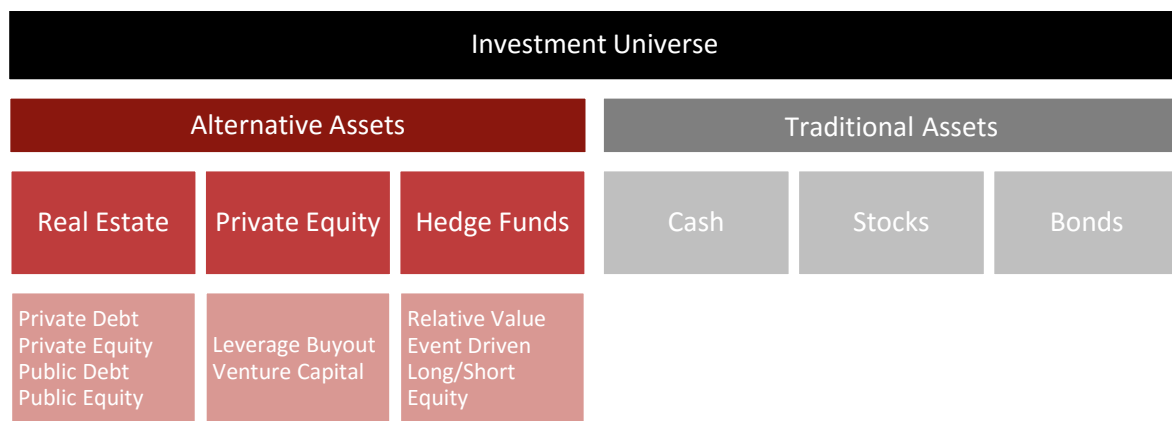 Investment Universe
Alternative Assets
Traditional Assets
Real Estate
Private Equity
Hedge Funds
Cash
Stocks
Bonds
Private Debt
Private Equity
Public Debt
Public Equity
Leverage Buyout
Venture Capital
Relative Value
Event Driven
Long/Short
Equity